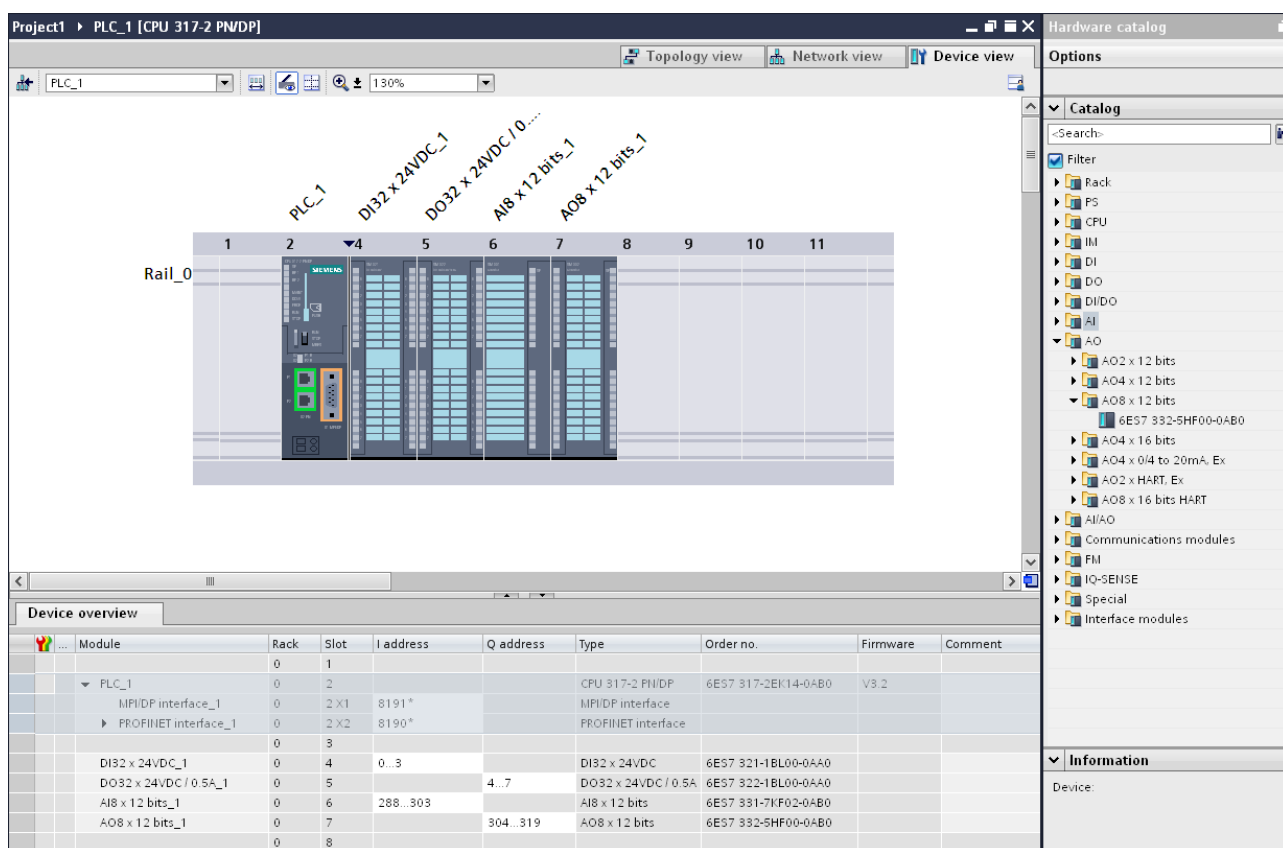 Project1 ▸ PLC_1 [CPU 317-2 PN/DP]
Hardware catalog
Topology view
Network view
Device view
Options
PLC_1
130%
Catalog
<Search>
Filter
Rack
PS
CPU
IM
DI
DO
DI/DO
AI
AO
AO2 x 12 bits
AO4 x 12 bits
AO8 x 12 bits
6ES7 332-5HF00-0AB0
AO4 x 16 bits
AO4 x 0/4 to 20mA, Ex
AO2 x HART, Ex
AO8 x 16 bits HART
AI/AO
Communications modules
FM
IQ-SENSE
Special
Interface modules
PLC_1
DI32 x 24VDC_1
DO32 x 24VDC / 0....
AI8 x 12 bits_1
AO8 x 12 bits_1
1 2 4 5 6 7 8 9 10 11
Rail_0
SIEMENS
Device overview
... Module Rack Slot I address Q address Type Order no. Firmware Comment
0 1
PLC_1 0 2 CPU 317-2 PN/DP 6ES7 317-2EK14-0AB0 V3.2
MPI/DP interface_1 0 2 X1 8191* MPI/DP interface
PROFINET interface_1 0 2 X2 8190* PROFINET interface
0 3
DI32 x 24VDC_1 0 4 0...3 DI32 x 24VDC 6ES7 321-1BL00-0AA0
DO32 x 24VDC / 0.5A_1 0 5 4...7 DO32 x 24VDC / 0.5A 6ES7 322-1BL00-0AA0
AI8 x 12 bits_1 0 6 288...303 AI8 x 12 bits 6ES7 331-7KF02-0AB0
AO8 x 12 bits_1 0 7 304...319 AO8 x 12 bits 6ES7 332-5HF00-0AB0
0 8
Information
Device: